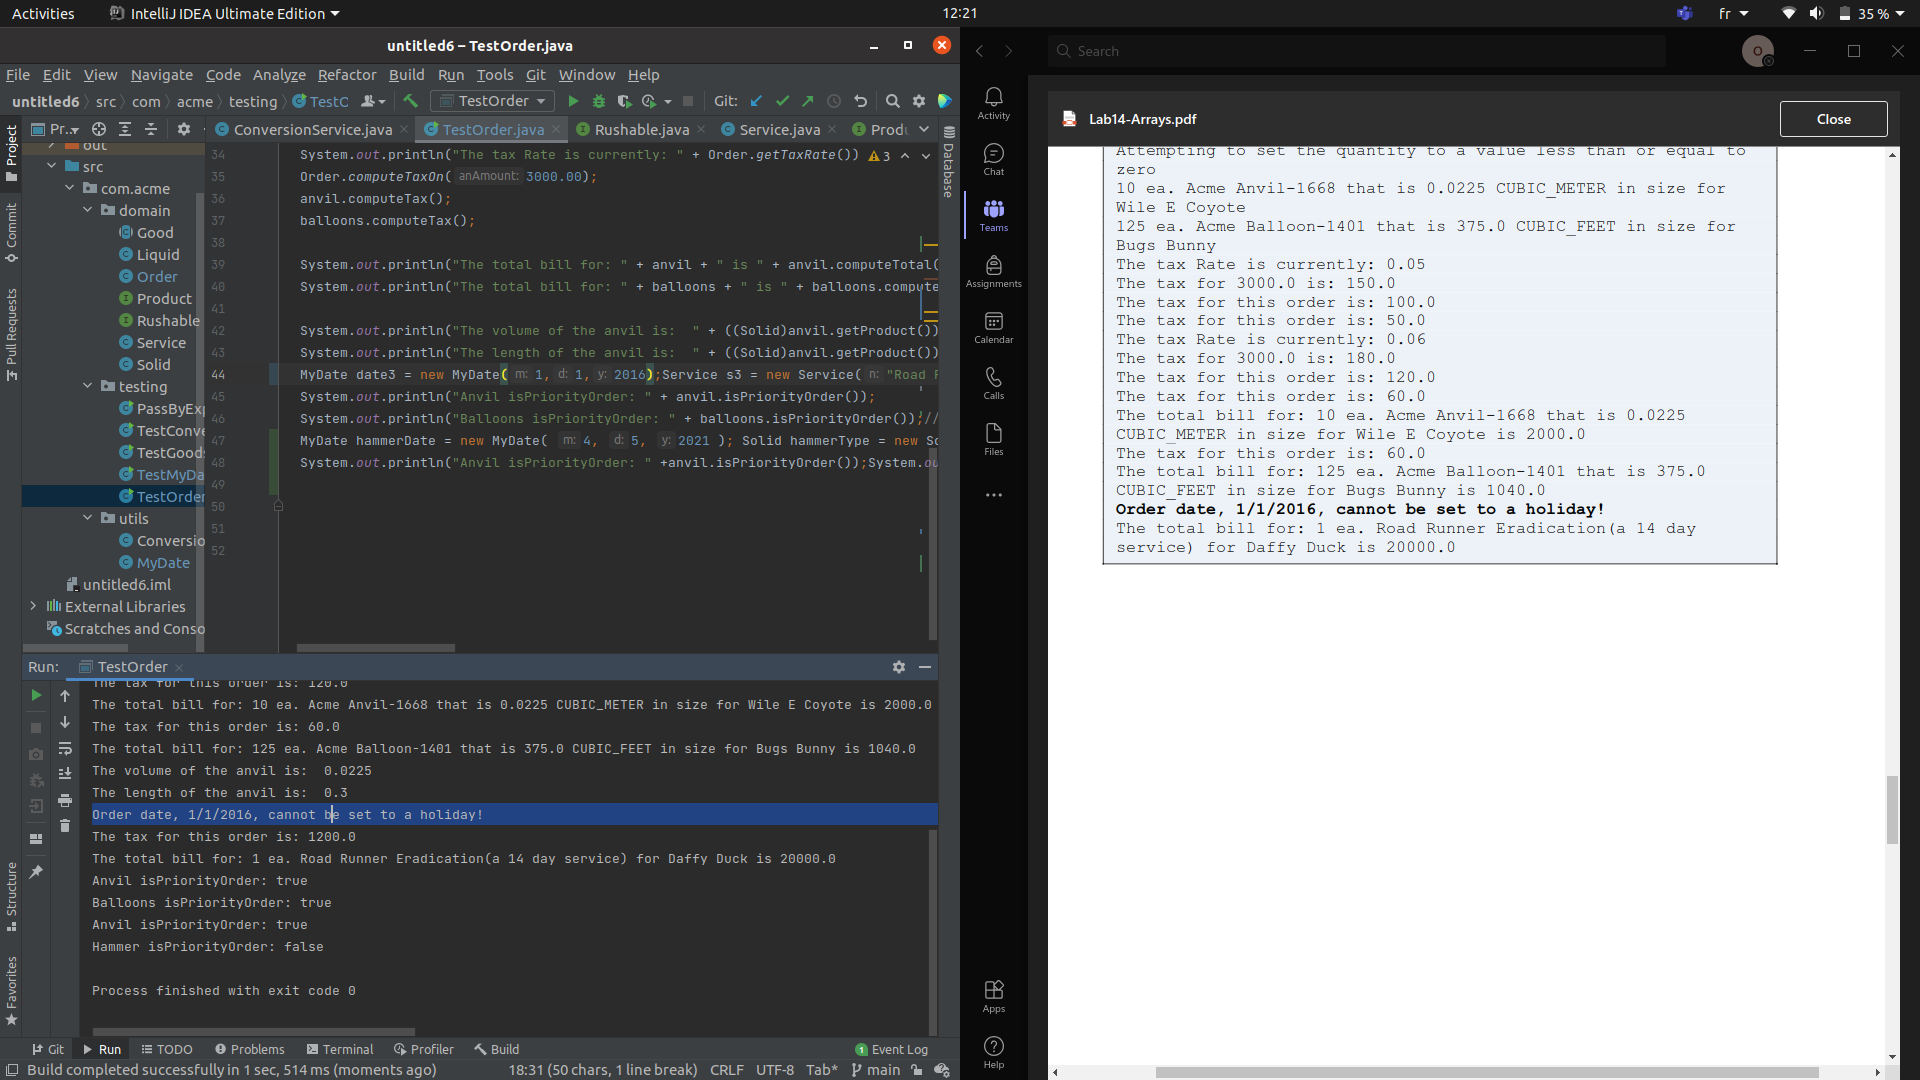 Activities
IntelliJ IDEA Ultimate Edition
12:21
fr
35 %
untitled6 – TestOrder.java
File Edit View Navigate Code Analyze Refactor Build Run Tools Git Window Help
untitled6 src com acme testing TestC
TestOrder
Git:
Pr...
ConversionService.java
TestOrder.java
Rushable.java
Service.java
Prod
Project
Commit
Pull Requests
Structure
Favorites
Database
out
src
com.acme
domain
Good
Liquid
Order
Product
Rushable
Service
Solid
testing
PassByExp
TestConve
TestGood
TestMyDa
TestOrder
utils
Conversio
MyDate
untitled6.iml
External Libraries
Scratches and Conso
34 System.out.println("The tax Rate is currently: " + Order.getTaxRate())
3
35 Order.computeTaxOn( anAmount: 3000.00);
36 anvil.computeTax();
37 balloons.computeTax();
38
39 System.out.println("The total bill for: " + anvil + " is " + anvil.computeTotal(
40 System.out.println("The total bill for: " + balloons + " is " + balloons.compute
41
42 System.out.println("The volume of the anvil is:  " + ((Solid)anvil.getProduct())
43 System.out.println("The length of the anvil is:  " + ((Solid)anvil.getProduct())
44 MyDate date3 = new MyDate( m: 1, d: 1, y: 2016);Service s3 = new Service( n: "Road R
45 System.out.println("Anvil isPriorityOrder: " + anvil.isPriorityOrder());
46 System.out.println("Balloons isPriorityOrder: " + balloons.isPriorityOrder());//
47 MyDate hammerDate = new MyDate( m: 4, d: 5, y: 2021 ); Solid hammerType = new So
48 System.out.println("Anvil isPriorityOrder: " +anvil.isPriorityOrder());System.ou
49
50
51
52
Run: TestOrder
The tax for this order is: 120.0
The total bill for: 10 ea. Acme Anvil-1668 that is 0.0225 CUBIC_METER in size for Wile E Coyote is 2000.0
The tax for this order is: 60.0
The total bill for: 125 ea. Acme Balloon-1401 that is 375.0 CUBIC_FEET in size for Bugs Bunny is 1040.0
The volume of the anvil is:  0.0225
The length of the anvil is:  0.3
Order date, 1/1/2016, cannot be set to a holiday!
The tax for this order is: 1200.0
The total bill for: 1 ea. Road Runner Eradication(a 14 day service) for Daffy Duck is 20000.0
Anvil isPriorityOrder: true
Balloons isPriorityOrder: true
Anvil isPriorityOrder: true
Hammer isPriorityOrder: false
Process finished with exit code 0
Git Run TODO Problems Terminal Profiler Build
1 Event Log
Build completed successfully in 1 sec, 514 ms (moments ago)
18:31 (50 chars, 1 line break) CRLF UTF-8 Tab* main
Search
O
Activity
Chat
Teams
Assignments
Calendar
Calls
Files
Apps
Help
Lab14-Arrays.pdf
Close
Attempting to set the quantity to a value less than or equal to
zero
10 ea. Acme Anvil-1668 that is 0.0225 CUBIC_METER in size for
Wile E Coyote
125 ea. Acme Balloon-1401 that is 375.0 CUBIC_FEET in size for
Bugs Bunny
The tax Rate is currently: 0.05
The tax for 3000.0 is: 150.0
The tax for this order is: 100.0
The tax for this order is: 50.0
The tax Rate is currently: 0.06
The tax for 3000.0 is: 180.0
The tax for this order is: 120.0
The tax for this order is: 60.0
The total bill for: 10 ea. Acme Anvil-1668 that is 0.0225
CUBIC_METER in size for Wile E Coyote is 2000.0
The tax for this order is: 60.0
The total bill for: 125 ea. Acme Balloon-1401 that is 375.0
CUBIC_FEET in size for Bugs Bunny is 1040.0
Order date, 1/1/2016, cannot be set to a holiday!
The total bill for: 1 ea. Road Runner Eradication(a 14 day
service) for Daffy Duck is 20000.0